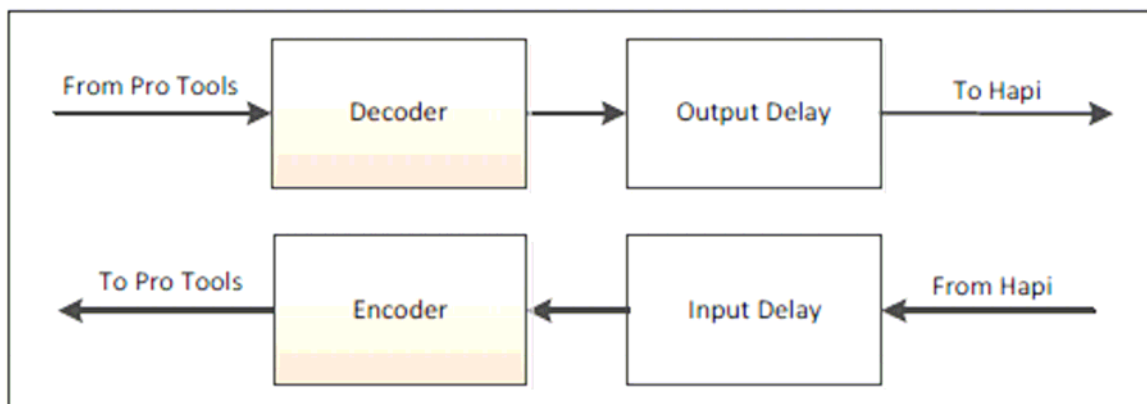 From Pro Tools
Decoder
Output Delay
To Hapi
To Pro Tools
Encoder
Input Delay
From Hapi